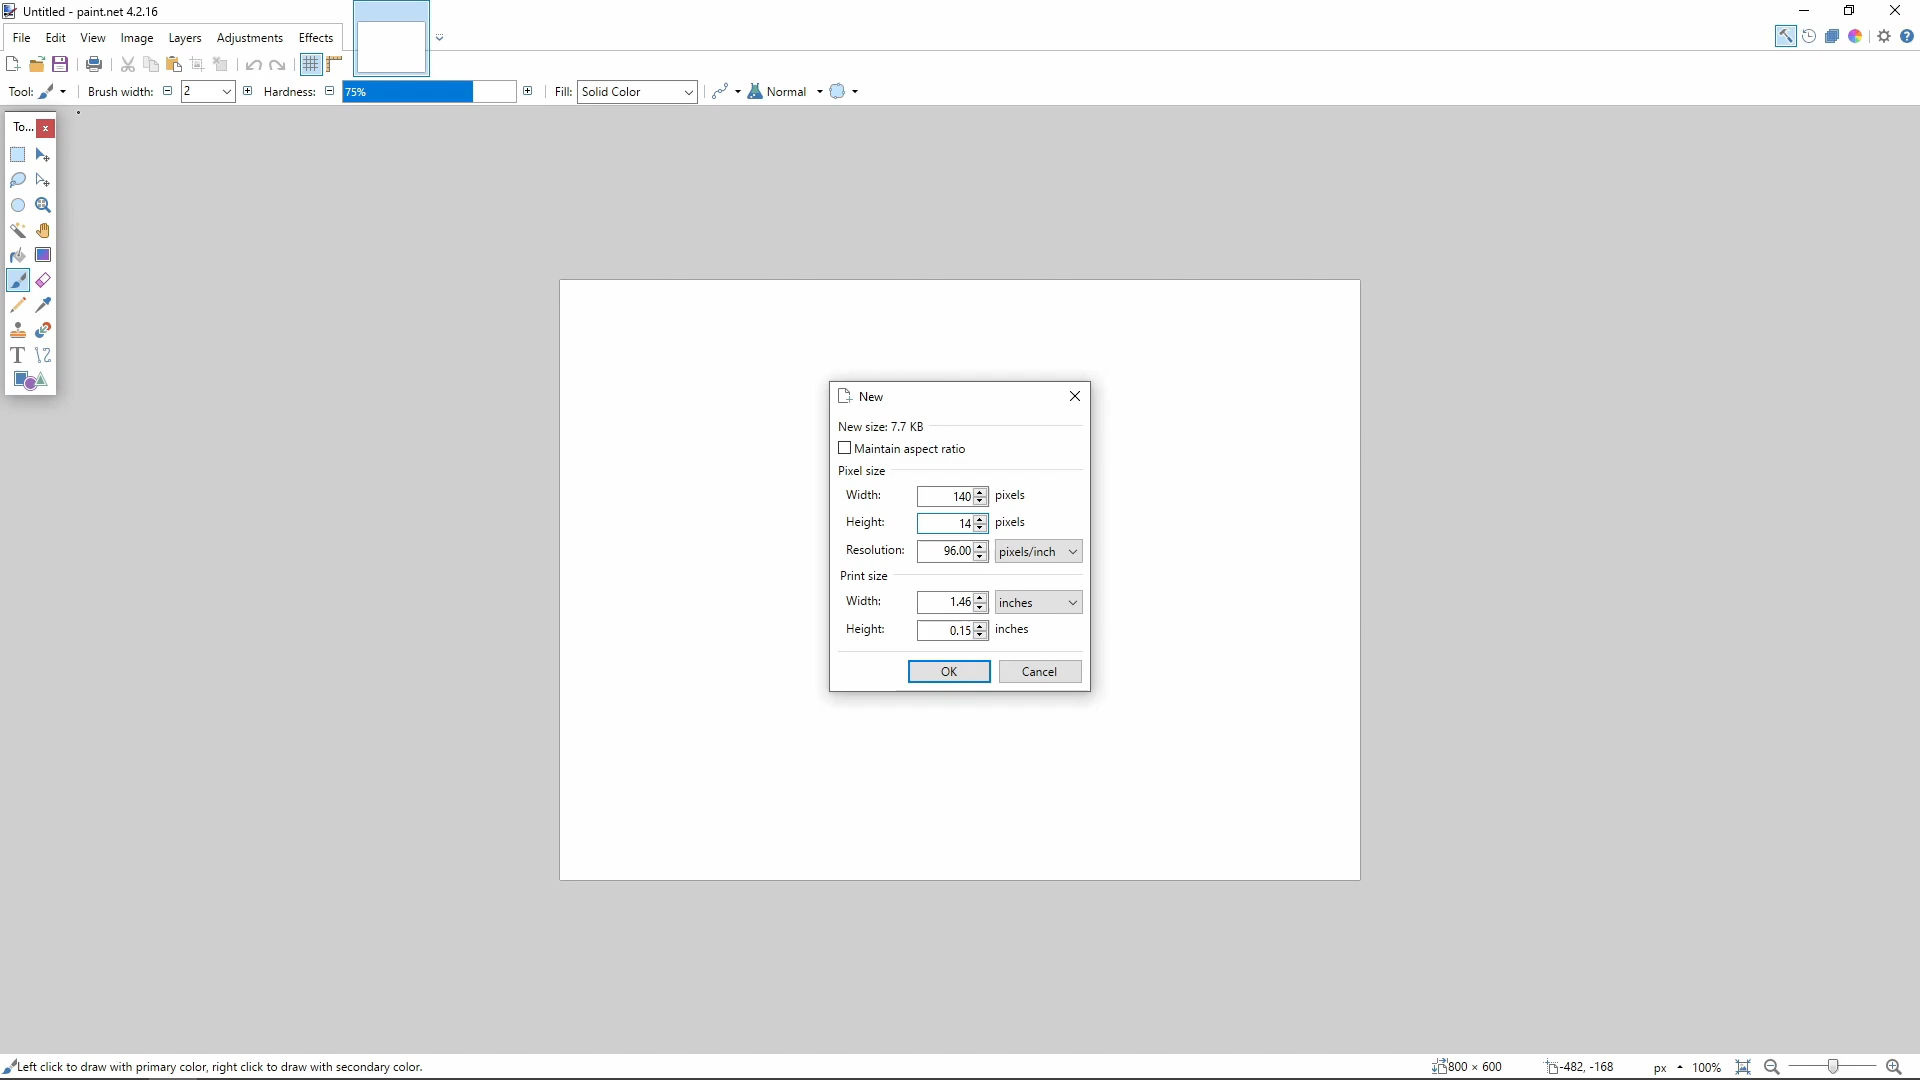 Untitled - paint.net 4.2.16
File Edit View Image Layers Adjustments Effects
Tool: Brush width: 2 Hardness: 75% Fill: Solid Color Normal
To...
New
New size: 7.7 KB
Maintain aspect ratio
Pixel size
Width: 140 pixels
Height: 14 pixels
Resolution: 96.00 pixels/inch
Print size
Width: 1.46 inches
Height: 0.15 inches
OK Cancel
Left click to draw with primary color, right click to draw with secondary color. 800 × 600 -482, -168 px 100%